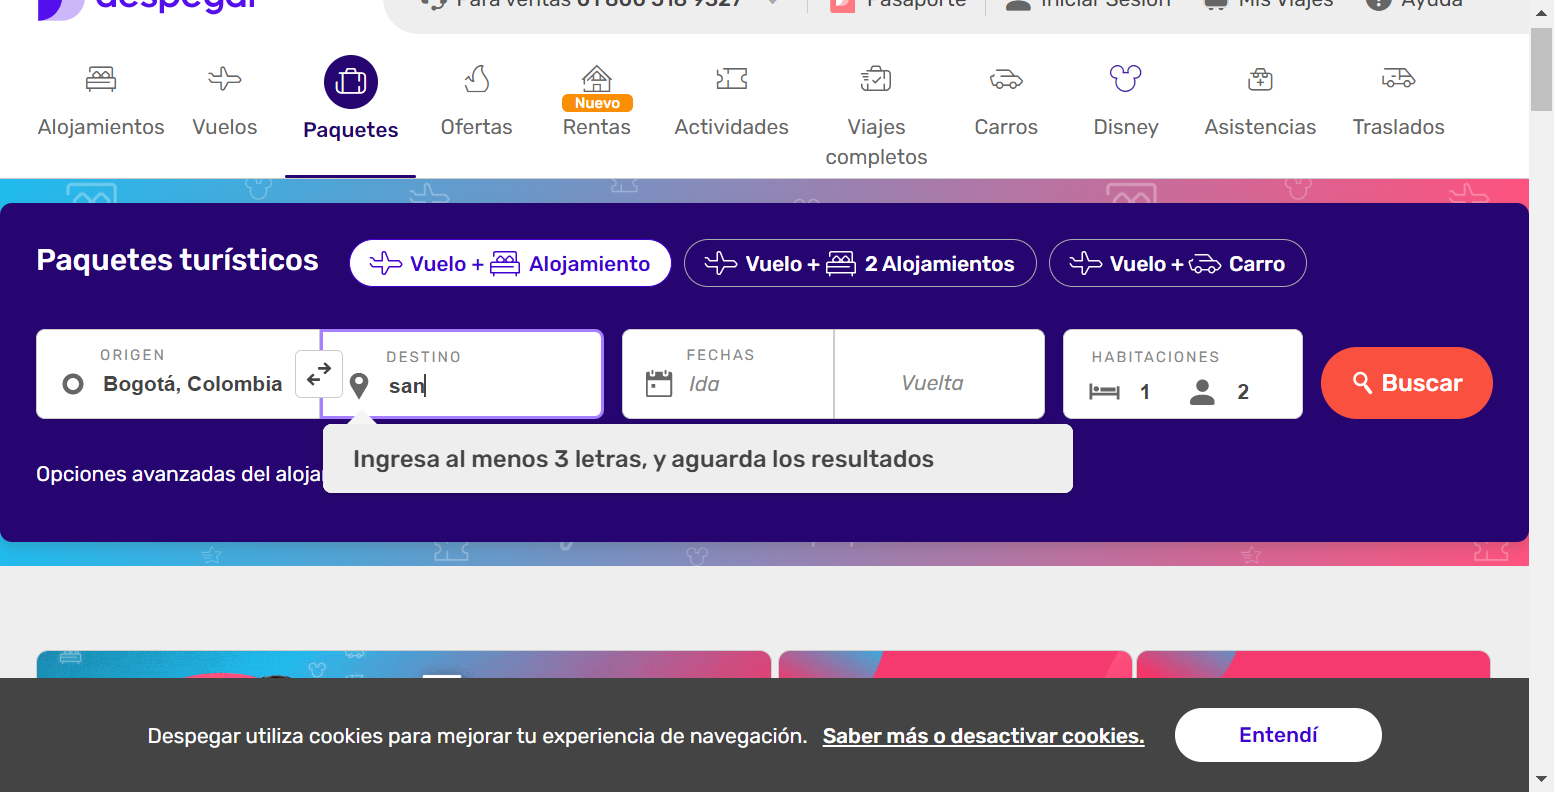 despegar
Para ventas 01 800 518 9527
Pasaporte
Iniciar Sesión
Mis Viajes
Ayuda
Alojamientos
Vuelos
Paquetes
Ofertas
Nuevo
Rentas
Actividades
Viajes
completos
Carros
Disney
Asistencias
Traslados
Paquetes turísticos
Vuelo + Alojamiento
Vuelo + 2 Alojamientos
Vuelo + Carro
ORIGEN
Bogotá, Colombia
DESTINO
san
FECHAS
Ida
Vuelta
HABITACIONES
1
2
Buscar
Ingresa al menos 3 letras, y aguarda los resultados
Opciones avanzadas del aloja
Despegar utiliza cookies para mejorar tu experiencia de navegación. Saber más o desactivar cookies.
Entendí